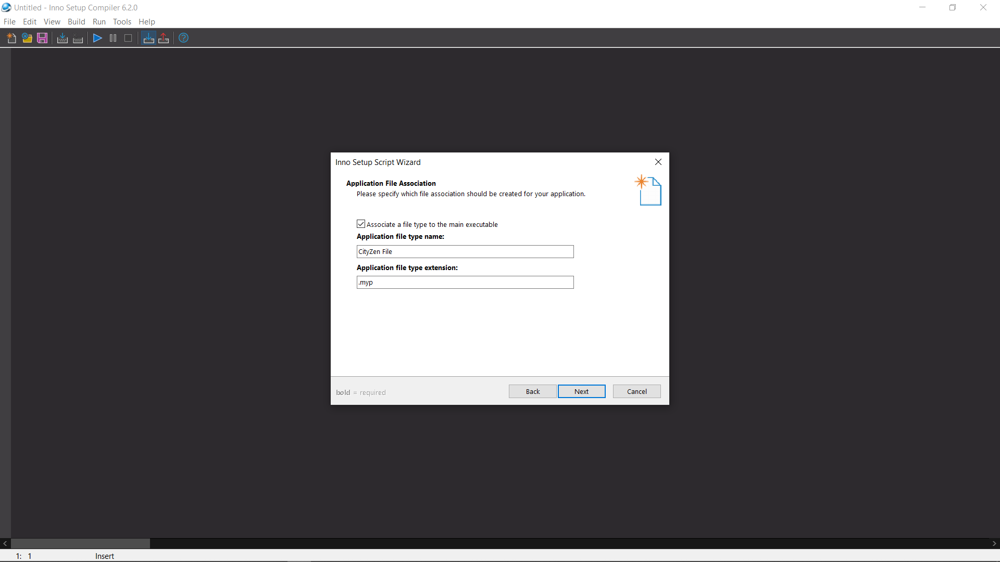 Untitled - Inno Setup Compiler 6.2.0
File Edit View Build Run Tools Help
Inno Setup Script Wizard
Application File Association
Please specify which file association should be created for your application.
Associate a file type to the main executable
Application file type name:
CityZen File
Application file type extension:
.myp
bold = required
Back Next Cancel
1: 1 Insert